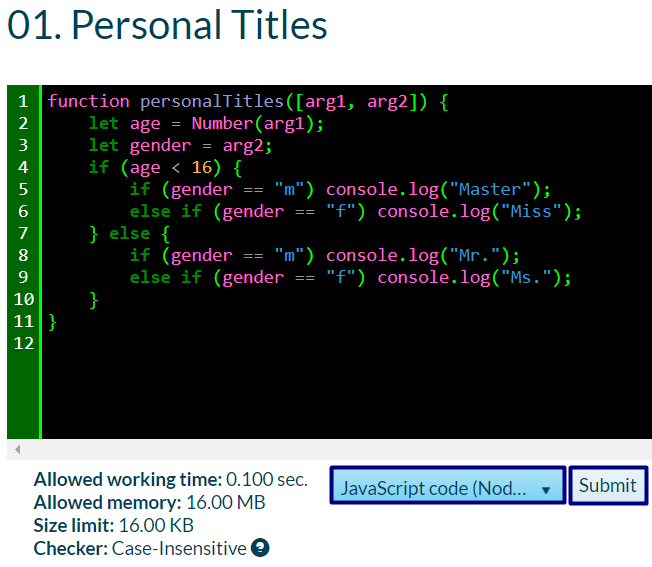 01. Personal Titles
1 function personalTitles([arg1, arg2]) {
2     let age = Number(arg1);
3     let gender = arg2;
4     if (age < 16) {
5         if (gender == "m") console.log("Master");
6         else if (gender == "f") console.log("Miss");
7     } else {
8         if (gender == "m") console.log("Mr.");
9         else if (gender == "f") console.log("Ms.");
10     }
11 }
12
Allowed working time: 0.100 sec.
Allowed memory: 16.00 MB
Size limit: 16.00 KB
Checker: Case-Insensitive ?
JavaScript code (Nod... ▼
Submit